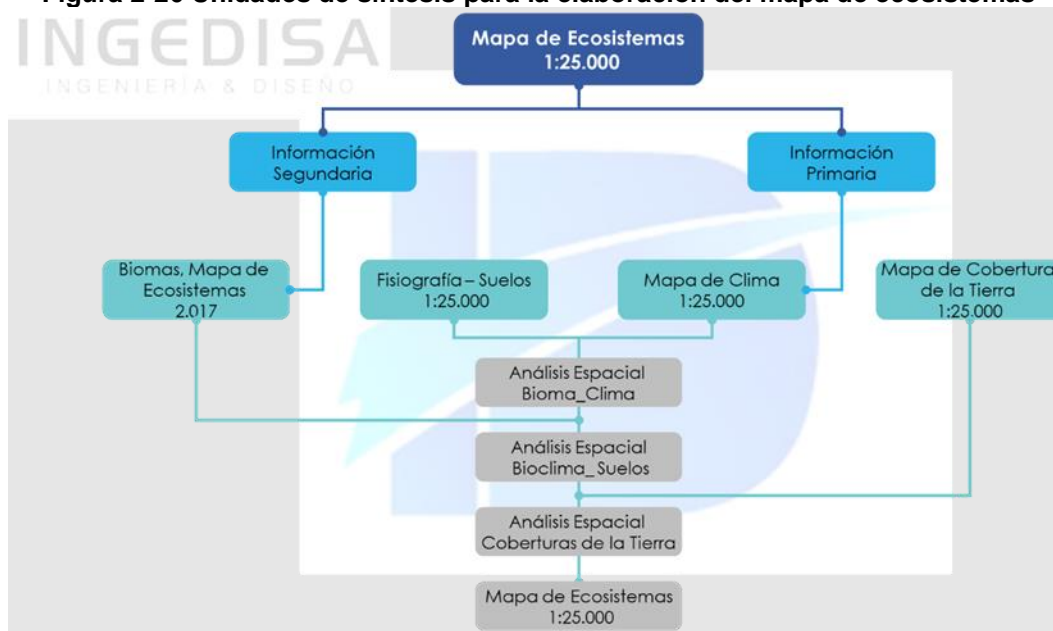 Figura 2-20 Unidades de síntesis para la elaboración del mapa de ecosistemas
INGEDISA
INGENIERÍA & DISEÑO
Mapa de Ecosistemas
1:25.000
Información
Segundaria
Información
Primaria
Biomas, Mapa de
Ecosistemas
2.017
Fisiografía – Suelos
1:25.000
Mapa de Clima
1:25.000
Mapa de Cobertura
de la Tierra
1:25.000
Análisis Espacial
Bioma_Clima
Análisis Espacial
Bioclima_Suelos
Análisis Espacial
Coberturas de la Tierra
Mapa de Ecosistemas
1:25.000